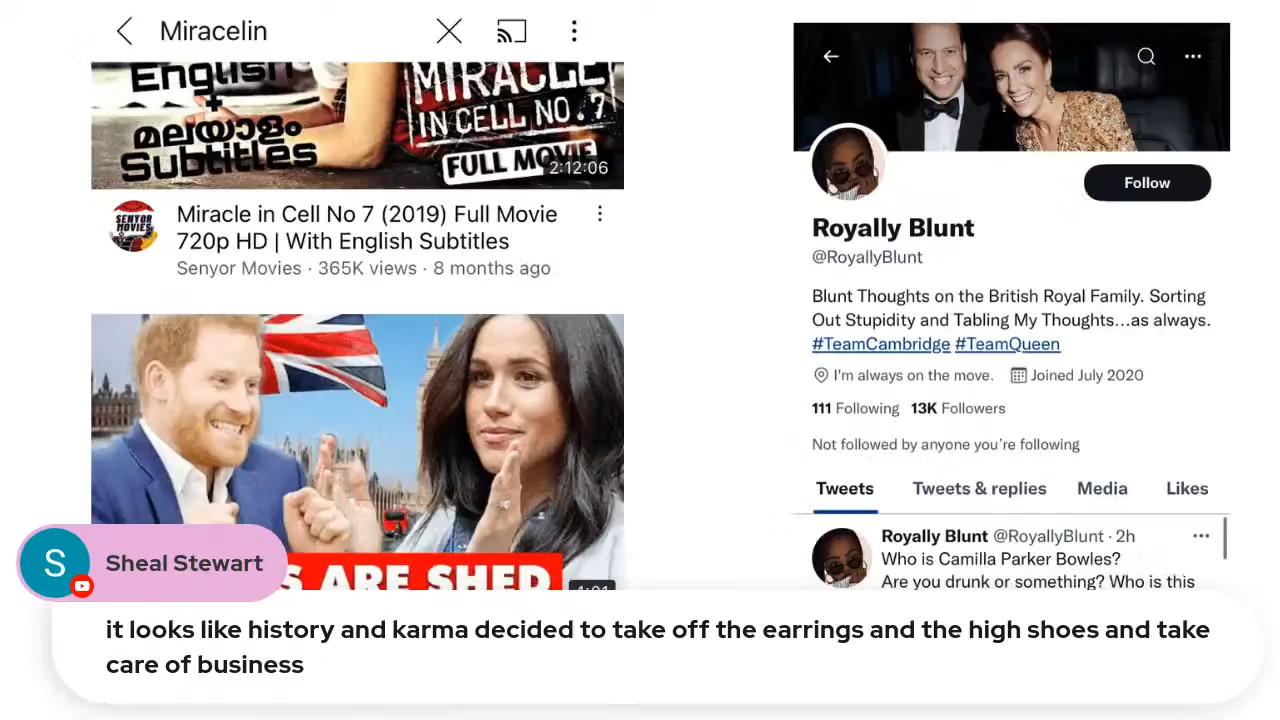 Miracelin
English
+
മലയാളം
Subtitles
MIRACLE
IN CELL NO.7
FULL MOVIE
2:12:06
SENYOR
MOVIES
Miracle in Cell No 7 (2019) Full Movie
720p HD | With English Subtitles
Senyor Movies · 365K views · 8 months ago
S ARE SHED
Follow
Royally Blunt
@RoyallyBlunt
Blunt Thoughts on the British Royal Family. Sorting
Out Stupidity and Tabling My Thoughts...as always.
#TeamCambridge #TeamQueen
I'm always on the move. Joined July 2020
111 Following 13K Followers
Not followed by anyone you're following
Tweets Tweets & replies Media Likes
Royally Blunt @RoyallyBlunt · 2h
Who is Camilla Parker Bowles?
Are you drunk or something? Who is this
S
Sheal Stewart
it looks like history and karma decided to take off the earrings and the high shoes and take
care of business